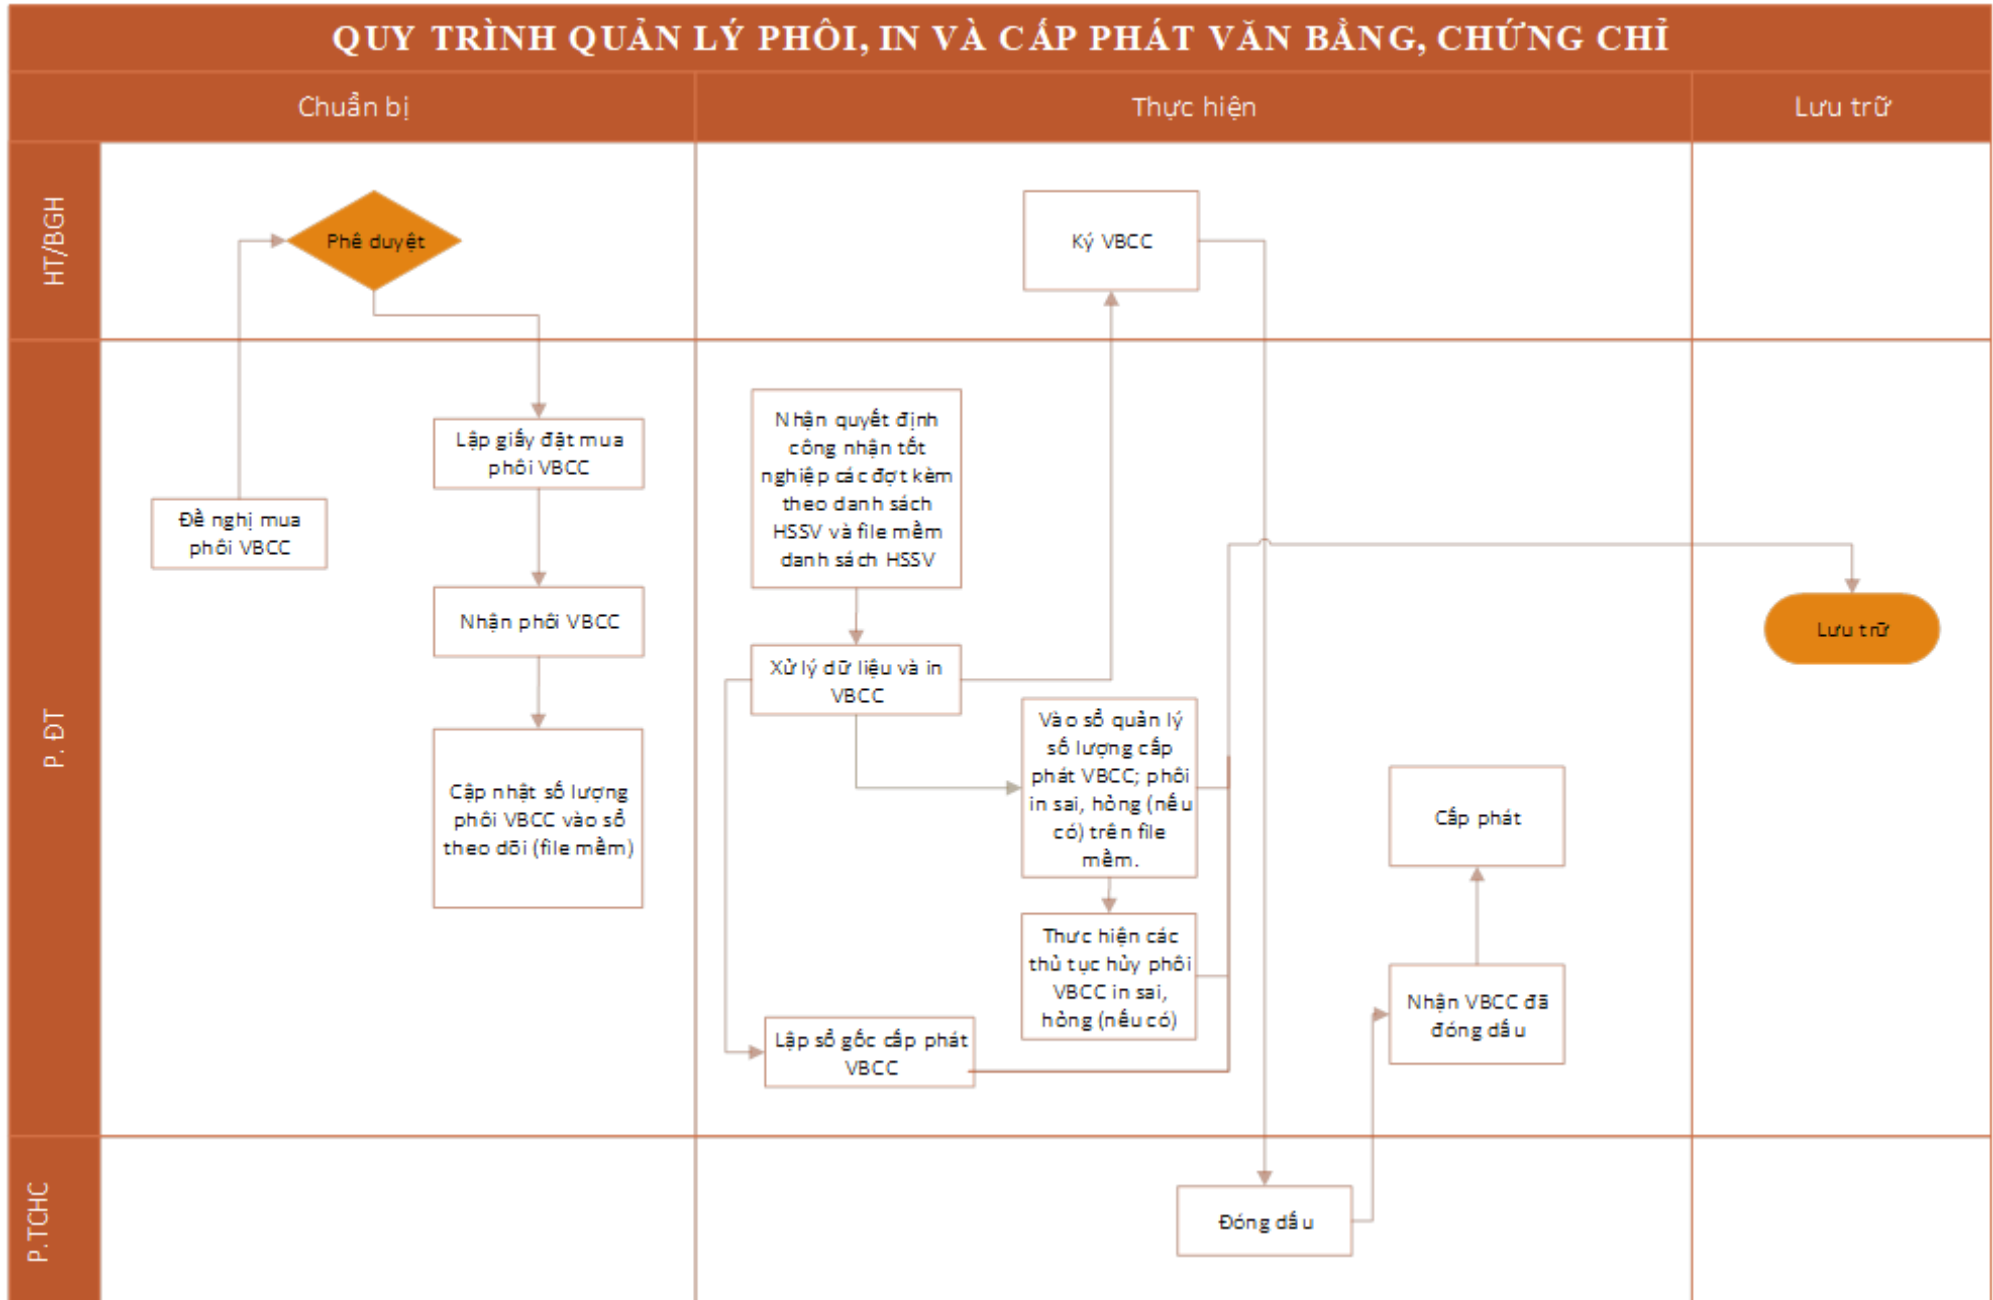 QUY TRÌNH QUẢN LÝ PHÔI, IN VÀ CẤP PHÁT VĂN BẰNG, CHỨNG CHỈ
Chuẩn bị
Thực hiện
Lưu trữ
HT/BGH
Phê duyệt
Ký VBCC
P. ĐT
Đề nghị mua
phôi VBCC
Lập giấy đặt mua
phôi VBCC
Nhận phôi VBCC
Cập nhật số lượng
phôi VBCC vào sổ
theo dõi (file mềm)
Nhận quyết định
công nhận tốt
nghiệp các đợt kèm
theo danh sách
HSSV và file mềm
danh sách HSSV
Xử lý dữ liệu và in
VBCC
Vào sổ quản lý
số lượng cấp
phát VBCC; phôi
in sai, hỏng (nếu
có) trên file
mềm.
Thưc hiện các
thủ tục hủy phôi
VBCC in sai,
hỏng (nếu có)
Lập sổ gốc cấp phát
VBCC
Cấp phát
Nhận VBCC đã
đóng dấu
Lưu trữ
P.TCHC
Đóng dấu